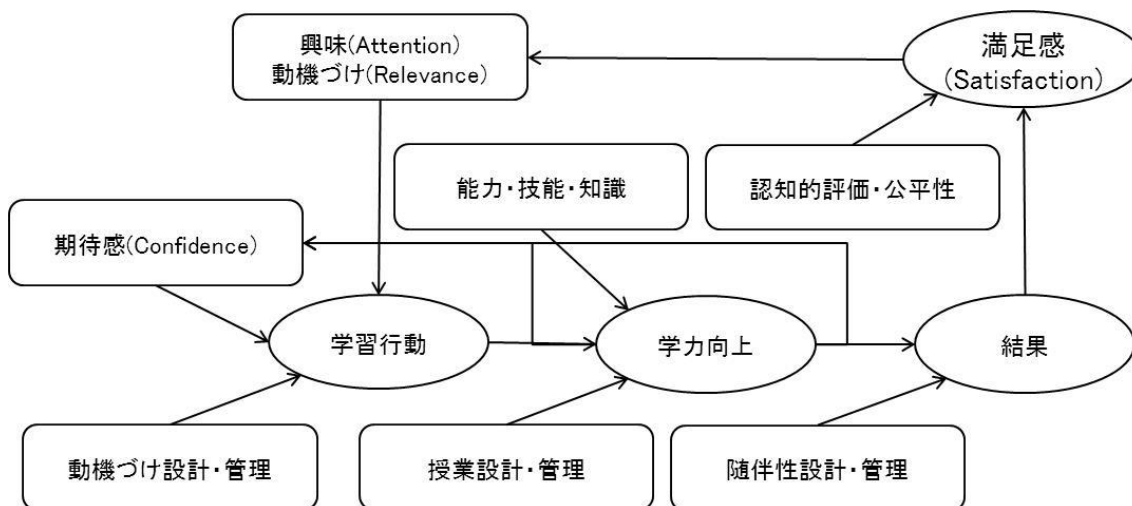 興味(Attention)
動機づけ(Relevance)
満足感
(Satisfaction)
能力・技能・知識
認知的評価・公平性
期待感(Confidence)
学習行動
学力向上
結果
動機づけ設計・管理
授業設計・管理
随伴性設計・管理